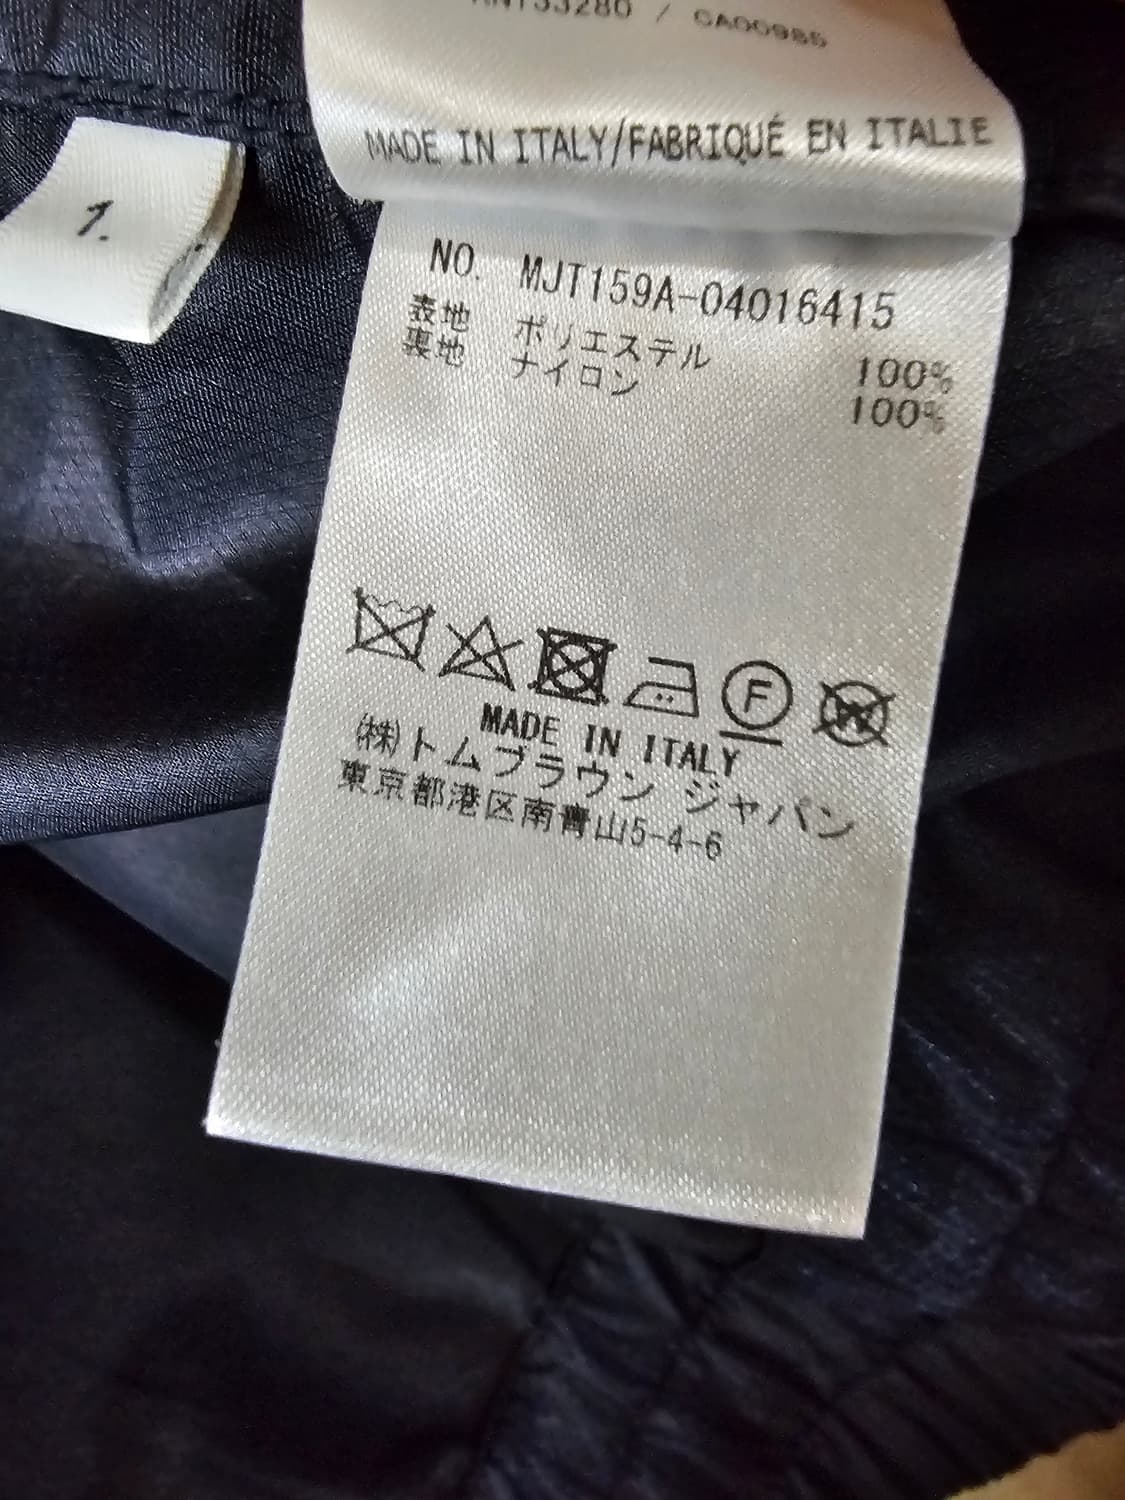 / CA00985
MADE IN ITALY/FABRIQUÉ EN ITALIE
1.
NO. MJT159A-04016415
表地 ポリエステル 100%
裏地 ナイロン 100%
F
W
MADE IN ITALY
㈱トムブラウン ジャパン
東京都港区南青山5-4-6